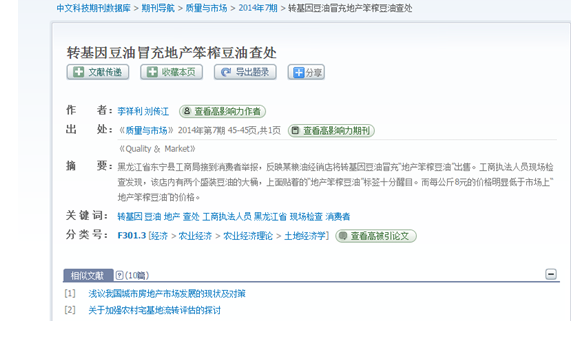 中文科技期刊数据库 > 期刊导航 > 质量与市场 > 2014年7期 > 转基因豆油冒充地产笨榨豆油查处
转基因豆油冒充地产笨榨豆油查处
文献传递 收藏本页 导出题录 分享
作 者：李祥利 刘传江 查看高影响力作者
出 处：《质量与市场》 2014年第7期 45-45页,共1页 查看高影响力期刊
《Quality & Market》
摘 要：黑龙江省东宁县工商局接到消费者举报，反映某粮油经销店将转基因豆油冒充"地产笨榨豆油"出售。工商执法人员现场检
查发现，该店内有两个盛装豆油的大桶，上面贴着的"地产笨榨豆油"标签十分醒目。而每公斤8元的价格明显低于市场上"
地产笨榨豆油"的价格。
关 键 词：转基因 豆油 地产 查处 工商执法人员 黑龙江省 现场检查 消费者
分 类 号：F301.3 [经济 > 农业经济 > 农业经济理论 > 土地经济学] 查看高被引论文
相似文献 ? (10篇)
[1] 浅议我国城市房地产市场发展的现状及对策
[2] 关于加强农村宅基地流转评估的探讨